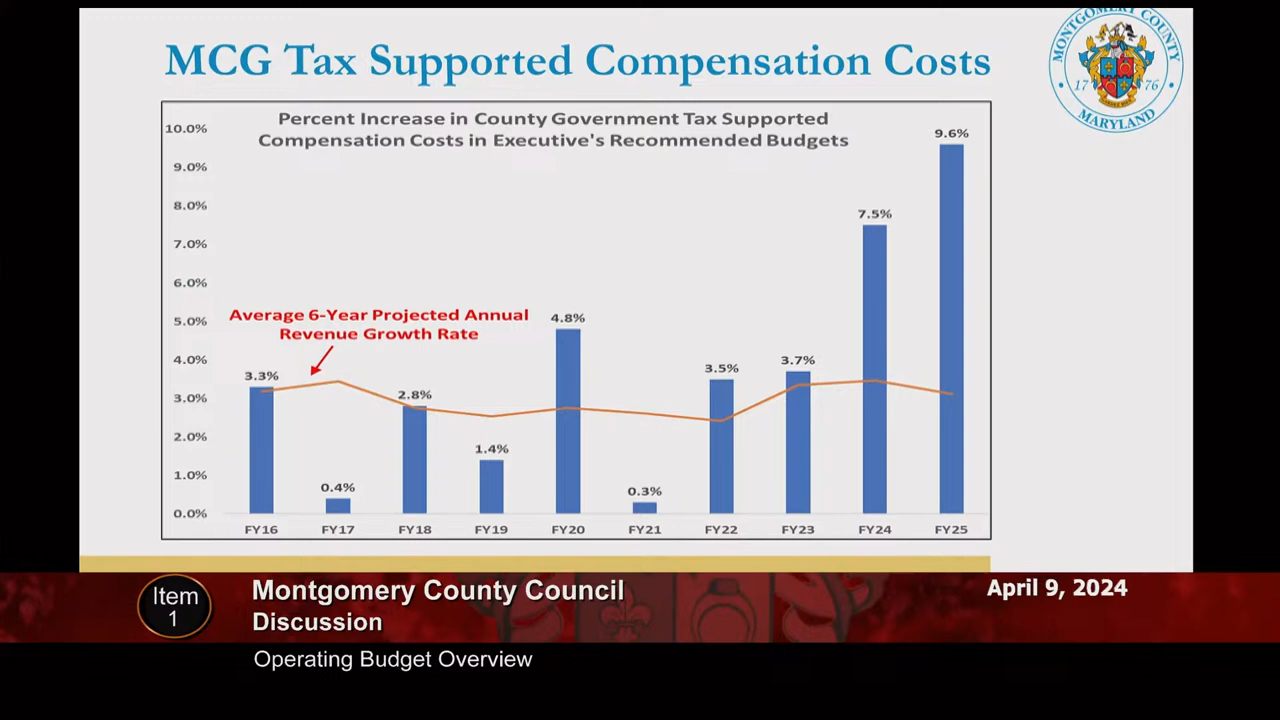 MCG Tax Supported Compensation Costs
MONTGOMERY COUNTY
17 76
MARYLAND
Percent Increase in County Government Tax Supported
Compensation Costs in Executive's Recommended Budgets
10.0%
9.0%
8.0%
7.0%
6.0%
5.0%
4.0%
3.0%
2.0%
1.0%
0.0%
Average 6-Year Projected Annual
Revenue Growth Rate
3.3%
0.4%
2.8%
1.4%
4.8%
0.3%
3.5%
3.7%
7.5%
9.6%
FY16 FY17 FY18 FY19 FY20 FY21 FY22 FY23 FY24 FY25
Item
1
Montgomery County Council
Discussion
April 9, 2024
Operating Budget Overview